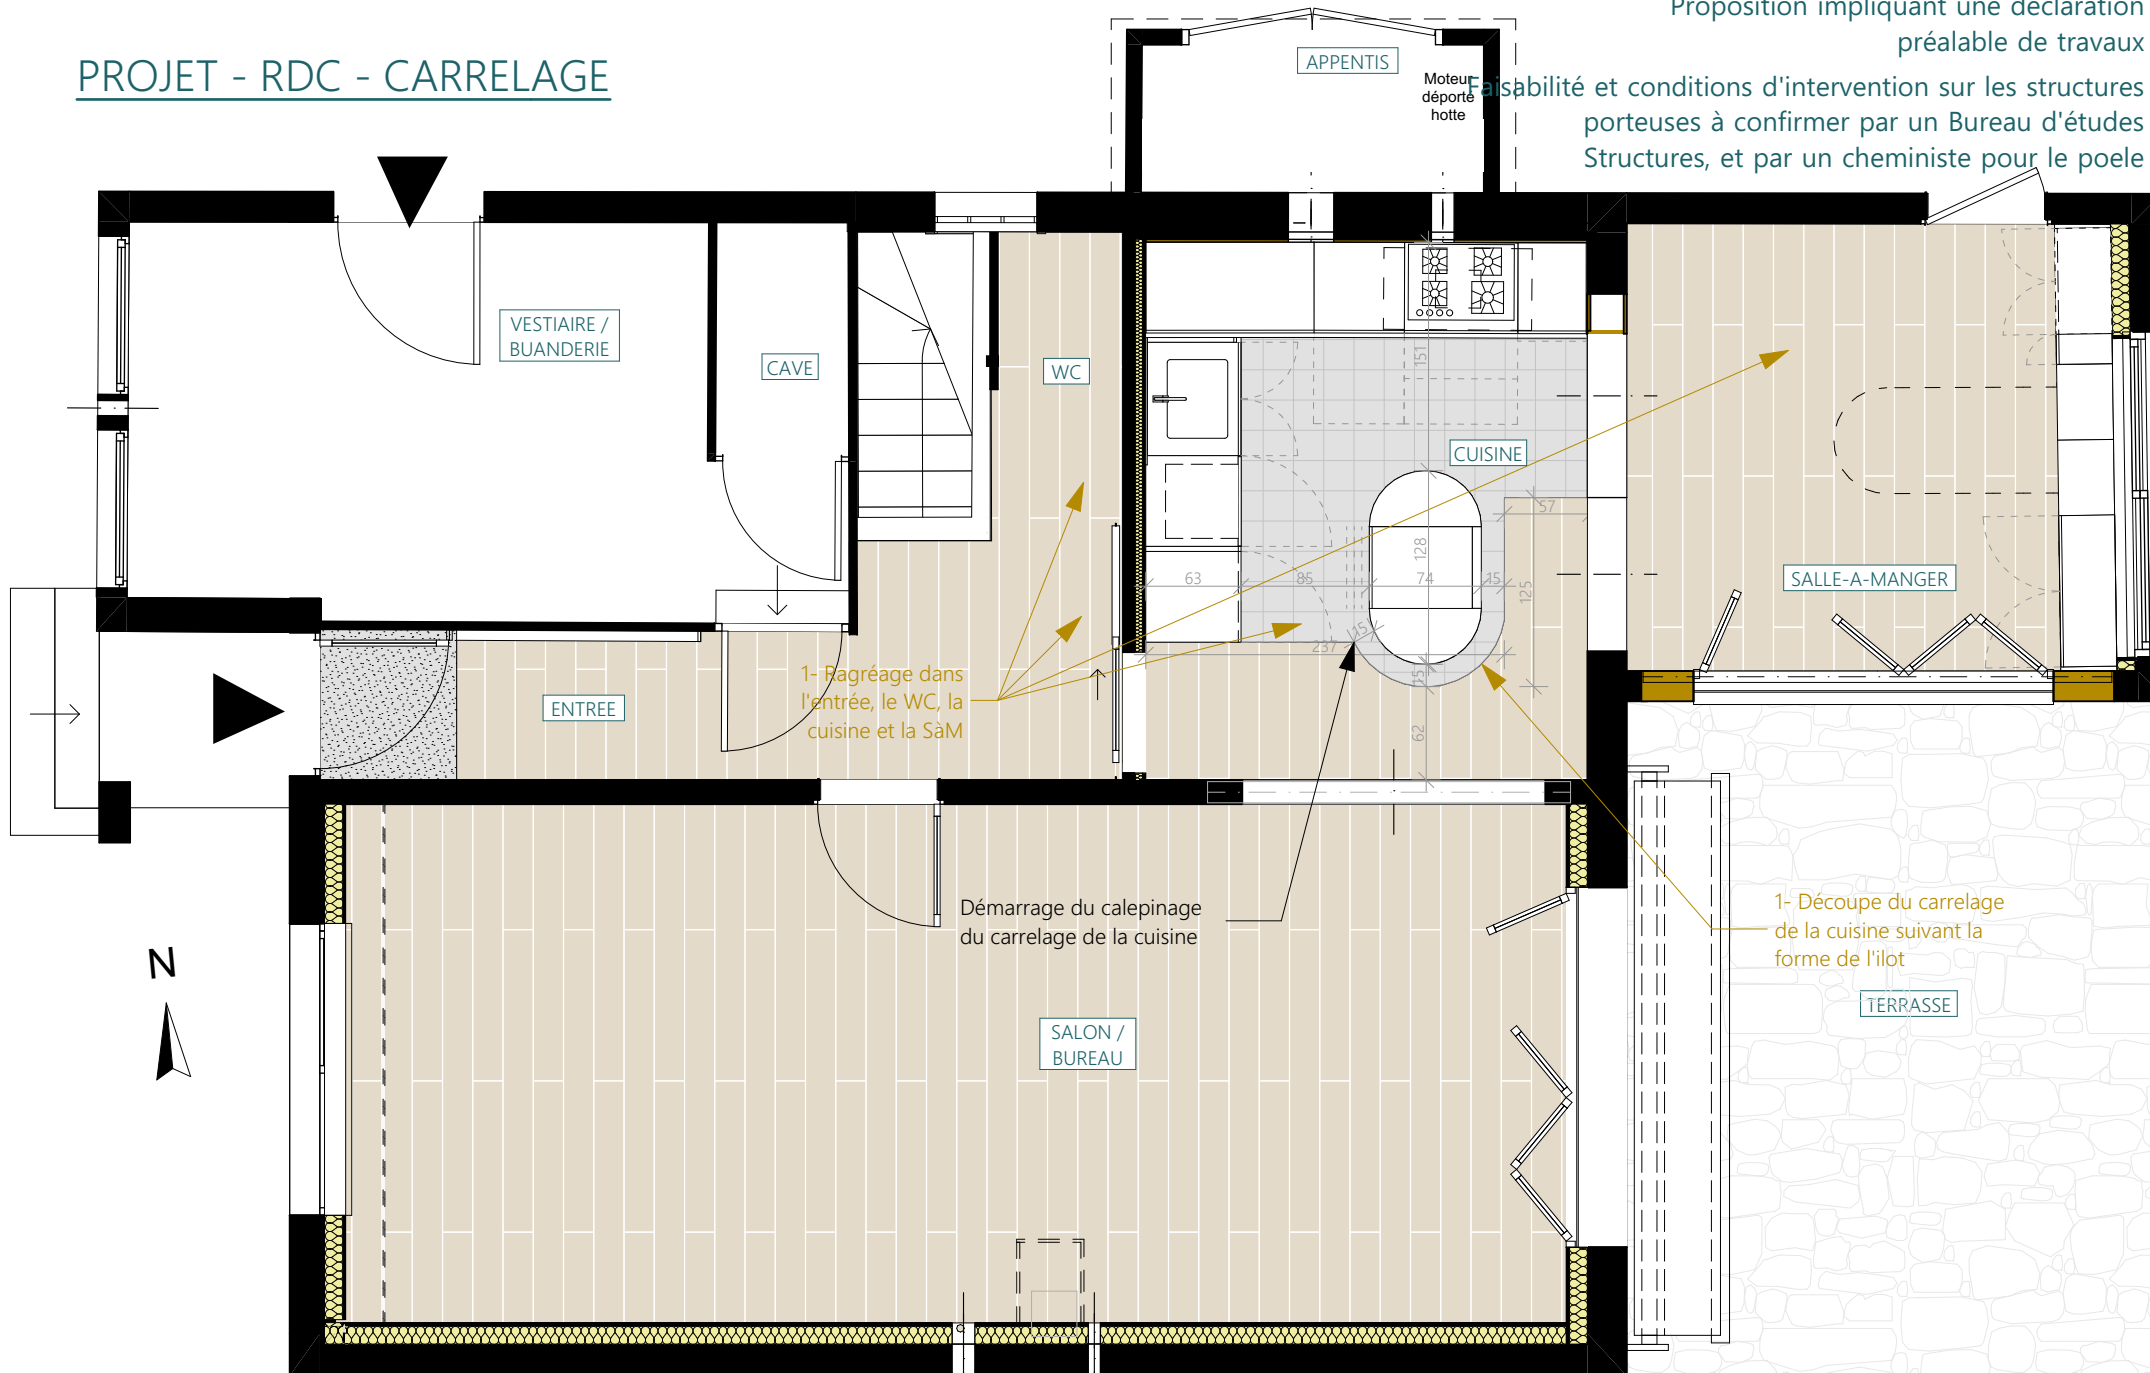 Proposition impliquant une déclaration
préalable de travaux
PROJET - RDC - CARRELAGE
APPENTIS
Moteur
déporté
hotte
Faisabilité et conditions d'intervention sur les structures
porteuses à confirmer par un Bureau d'études
Structures, et par un cheministe pour le poele
VESTIAIRE /
BUANDERIE
CAVE
WC
151
CUISINE
57
128
63
85
74
15
125
SALLE-A-MANGER
15
237
15
62
1- Ragréage dans
l'entrée, le WC, la
cuisine et la SàM
ENTREE
Démarrage du calepinage
du carrelage de la cuisine
1- Découpe du carrelage
de la cuisine suivant la
forme de l'ilot
N
TERRASSE
SALON /
BUREAU